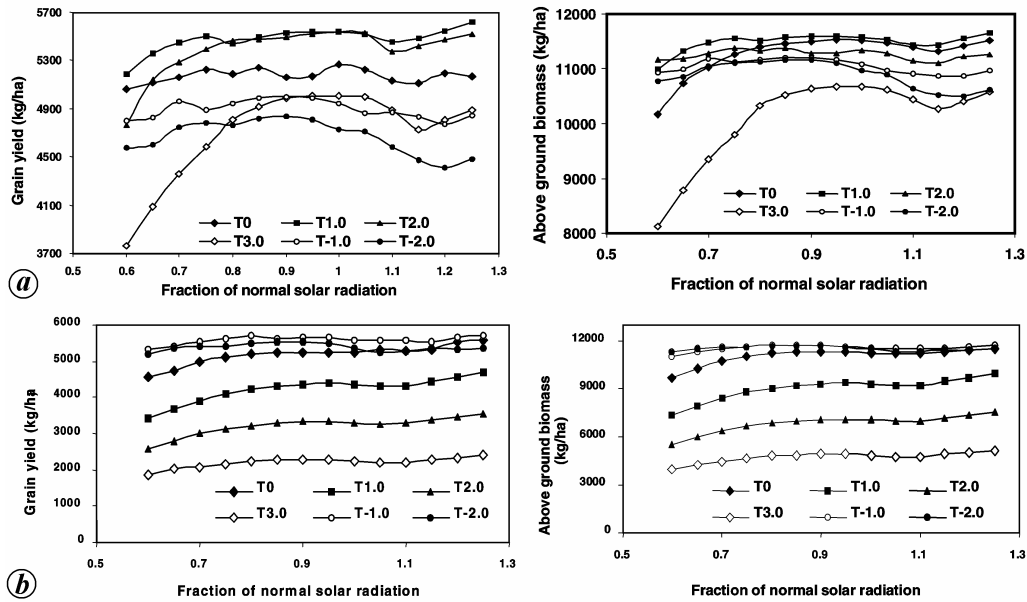 5700
5300
4900
4500
4100
3700
Grain yield (kg/ha)
T0 T1.0 T2.0
T3.0 T-1.0 T-2.0
0.5 0.6 0.7 0.8 0.9 1 1.1 1.2 1.3
Fraction of normal solar radiation
a
12000
11000
10000
9000
8000
Above ground biomass (kg/ha)
T0 T1.0 T2.0
T3.0 T-1.0 T-2.0
0.5 0.7 0.9 1.1 1.3
Fraction of normal solar radiation
6000
5000
4000
3000
2000
1000
0
Grain yield (kg/ha)
T0 T1.0 T2.0
T3.0 T-1.0 T-2.0
0.5 0.7 0.9 1.1 1.3
Fraction of normal solar radiation
b
12000
9000
6000
3000
0
Above ground biomass
(kg/ha)
T0 T1.0 T2.0
T3.0 T-1.0 T-2.0
0.5 0.7 0.9 1.1 1.3
Fraction of normal solar radiation